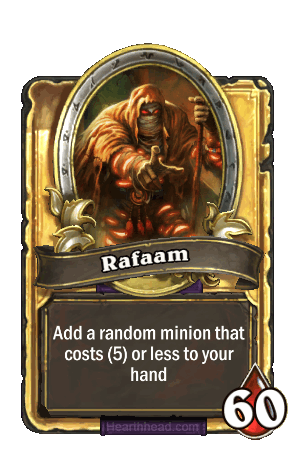 Rafaam
Add a random minion that
costs (5) or less to your
hand
60
Hearthhead.com